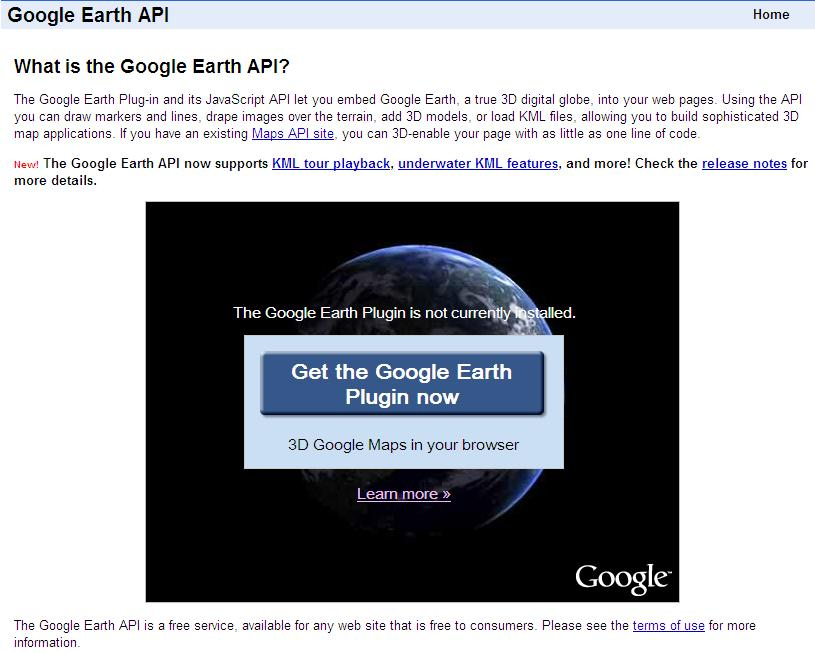 Google Earth API
Home
What is the Google Earth API?
The Google Earth Plug-in and its JavaScript API let you embed Google Earth, a true 3D digital globe, into your web pages. Using the API
you can draw markers and lines, drape images over the terrain, add 3D models, or load KML files, allowing you to build sophisticated 3D
map applications. If you have an existing Maps API site, you can 3D-enable your page with as little as one line of code.
New! The Google Earth API now supports KML tour playback, underwater KML features, and more! Check the release notes for
more details.
The Google Earth Plugin is not currently installed.
Get the Google Earth
Plugin now
3D Google Maps in your browser
Learn more »
Google™
The Google Earth API is a free service, available for any web site that is free to consumers. Please see the terms of use for more
information.